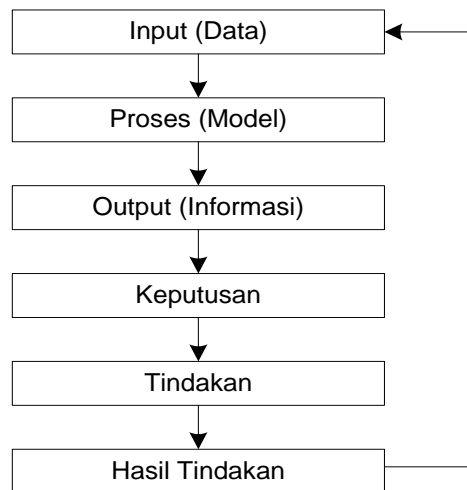 Input (Data)
Proses (Model)
Output (Informasi)
Keputusan
Tindakan
Hasil Tindakan